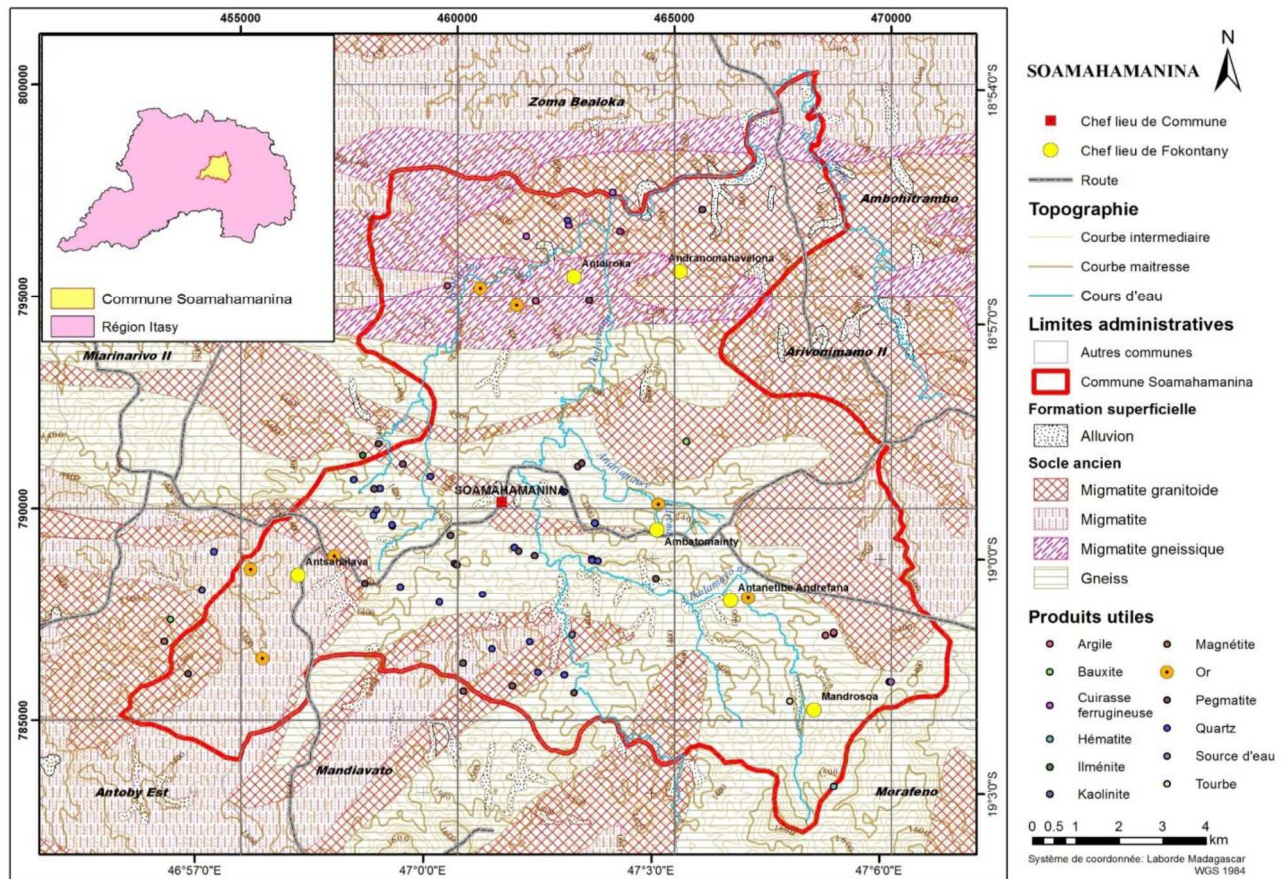 455000 460000 465000 470000
800000
795000
790000
785000
18°54'0"S
18°57'0"S
19°0'0"S
19°3'0"S
46°57'0"E 47°0'0"E 47°3'0"E 47°6'0"E
Commune Soamahamanina
Région Itasy
Zoma Bealoka
Ambohitrambo
Miarinarivo II
Arivonimamo II
Antairoka
Andranomahavelona
SOAMAHAMANINA
Ambatomainty
Antsahalava
Antanetibe Andrefana
Mandrosoa
Mandiavato
Antoby Est
Morafeno
N
SOAMAHAMANINA
Chef lieu de Commune
Chef lieu de Fokontany
Route
Topographie
Courbe intermediaire
Courbe maitresse
Cours d'eau
Limites administratives
Autres communes
Commune Soamahamanina
Formation superficielle
Alluvion
Socle ancien
Migmatite granitoide
Migmatite
Migmatite gneissique
Gneiss
Produits utiles
Argile
Bauxite
Cuirasse
ferrugineuse
Hématite
Ilménite
Kaolinite
Magnétite
Or
Pegmatite
Quartz
Source d'eau
Tourbe
0 0.5 1 2 3 4
km
Système de coordonnée: Laborde Madagascar
WGS 1984